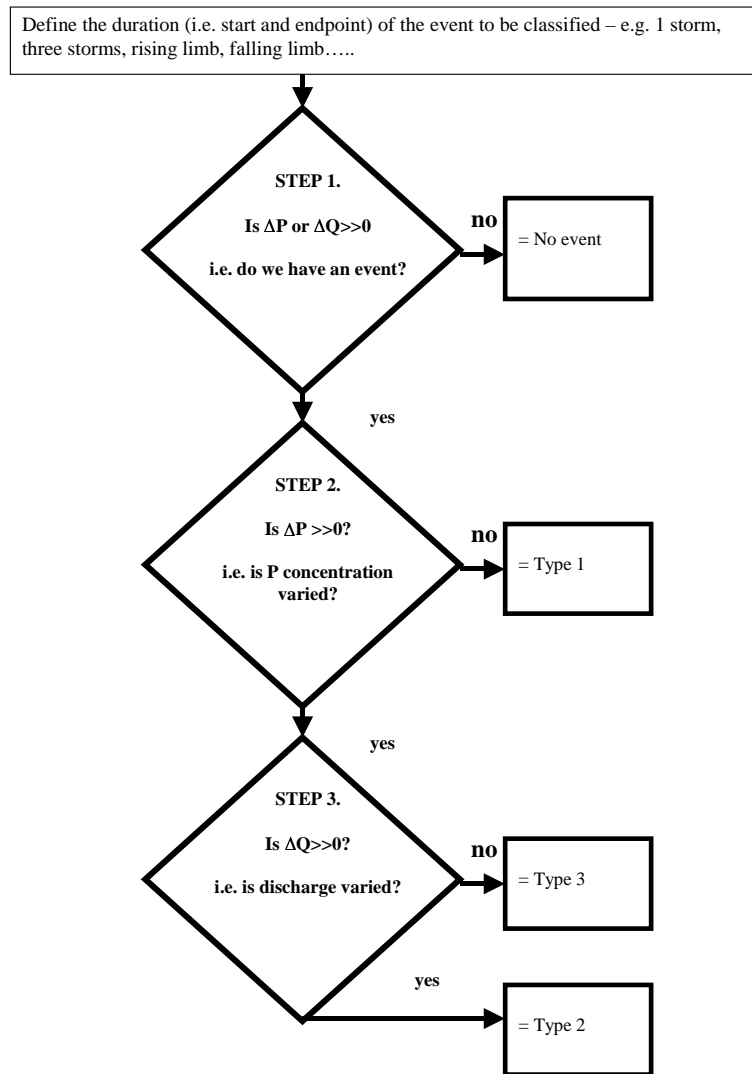 Define the duration (i.e. start and endpoint) of the event to be classified – e.g. 1 storm,
three storms, rising limb, falling limb…..
STEP 1.
Is ΔP or ΔQ>>0
i.e. do we have an event?
no
= No event
yes
STEP 2.
Is ΔP >>0?
i.e. is P concentration
varied?
no
= Type 1
yes
STEP 3.
Is ΔQ>>0?
i.e. is discharge varied?
no
= Type 3
yes
= Type 2